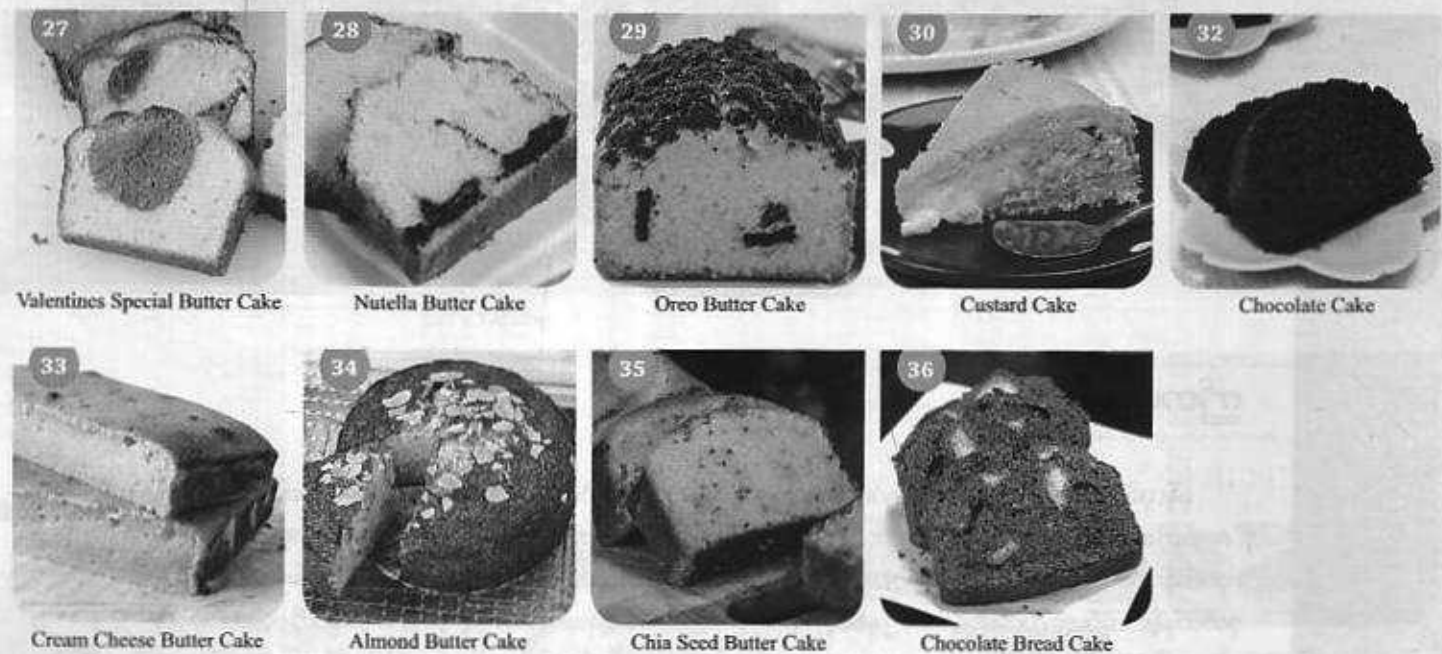 27
28
29
30
32
Valentines Special Butter Cake
Nutella Butter Cake
Oreo Butter Cake
Custard Cake
Chocolate Cake
33
34
35
36
Cream Cheese Butter Cake
Almond Butter Cake
Chia Seed Butter Cake
Chocolate Bread Cake